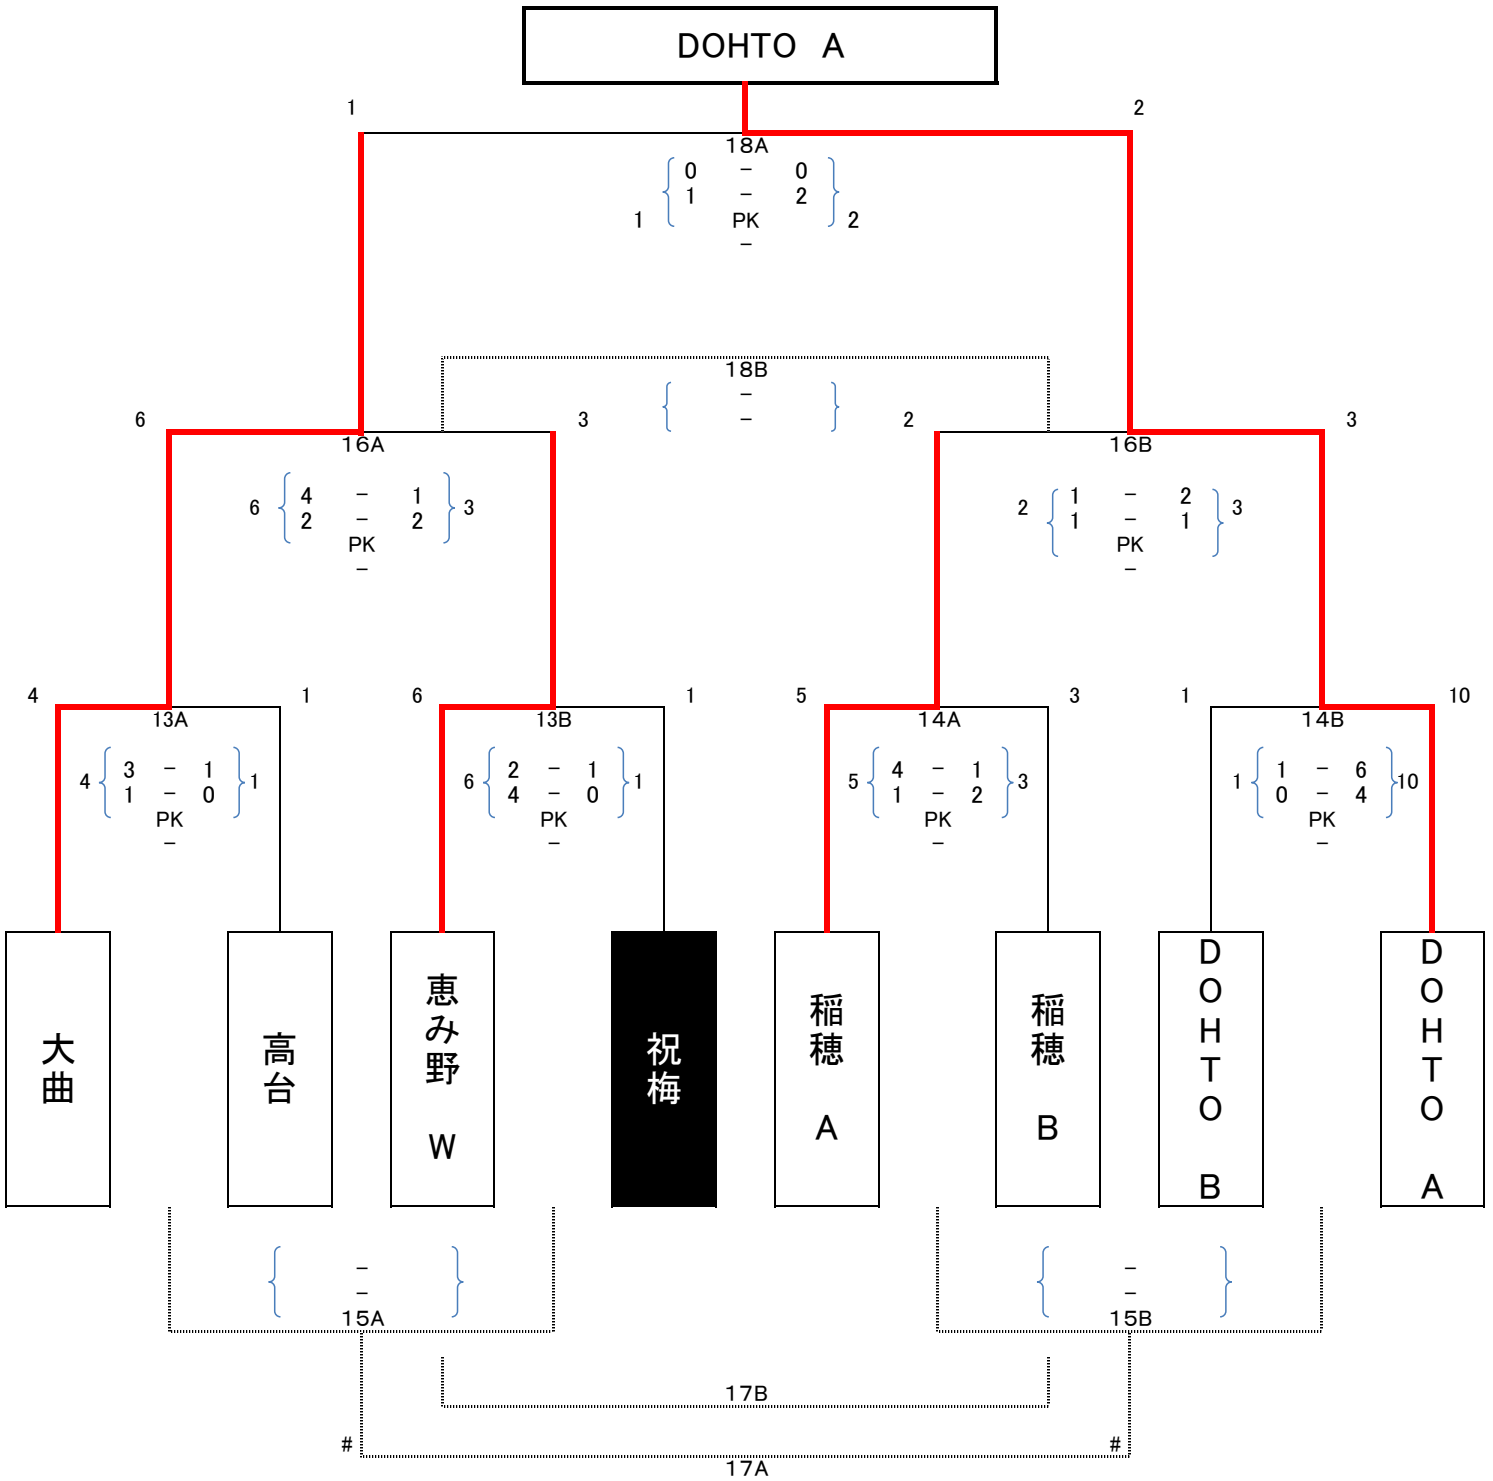 DOHTO A
1 2
18A
0 - 0
1 - 2
1 PK 2
-
18B
-
-
6 3 2 3
16A 16B
6 4 - 1 3
2 - 2
PK
-
2 1 - 2 3
1 - 1
PK
-
4 1 6 1 5 3 1 10
13A 13B 14A 14B
4 3 - 1 1
1 - 0
PK
-
6 2 - 1 1
4 - 0
PK
-
5 4 - 1 3
1 - 2
PK
-
1 1 - 6 10
0 - 4
PK
-
大曲
高台
恵み野 W
祝梅
稲穂 A
稲穂 B
DOHTO B
DOHTO A
-
-
15A
-
-
15B
17B
# #
17A